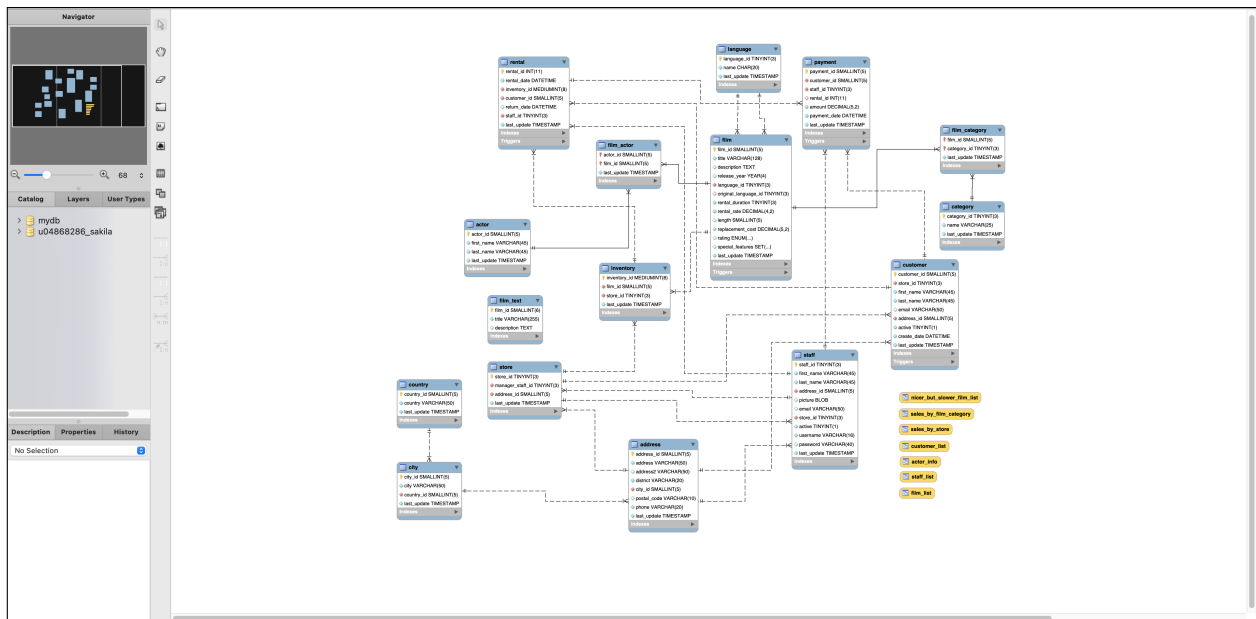 Navigator
68
Catalog
Layers
User Types
mydb
u04868286_sakila
Description
Properties
History
No Selection
rental
rental_id INT(11)
rental_date DATETIME
inventory_id MEDIUMINT(8)
customer_id SMALLINT(5)
return_date DATETIME
staff_id TINYINT(3)
last_update TIMESTAMP
Indexes
Triggers
language
language_id TINYINT(3)
name CHAR(20)
last_update TIMESTAMP
Indexes
payment
payment_id SMALLINT(5)
customer_id SMALLINT(5)
staff_id TINYINT(3)
rental_id INT(11)
amount DECIMAL(5,2)
payment_date DATETIME
last_update TIMESTAMP
Indexes
Triggers
film_category
film_id SMALLINT(5)
category_id TINYINT(3)
last_update TIMESTAMP
Indexes
film_actor
actor_id SMALLINT(5)
film_id SMALLINT(5)
last_update TIMESTAMP
Indexes
film
film_id SMALLINT(5)
title VARCHAR(128)
description TEXT
release_year YEAR(4)
language_id TINYINT(3)
original_language_id TINYINT(3)
rental_duration TINYINT(3)
rental_rate DECIMAL(4,2)
length SMALLINT(5)
replacement_cost DECIMAL(5,2)
rating ENUM(...)
special_features SET(...)
last_update TIMESTAMP
Indexes
Triggers
category
category_id TINYINT(3)
name VARCHAR(25)
last_update TIMESTAMP
Indexes
actor
actor_id SMALLINT(5)
first_name VARCHAR(45)
last_name VARCHAR(45)
last_update TIMESTAMP
Indexes
inventory
inventory_id MEDIUMINT(8)
film_id SMALLINT(5)
store_id TINYINT(3)
last_update TIMESTAMP
Indexes
customer
customer_id SMALLINT(5)
store_id TINYINT(3)
first_name VARCHAR(45)
last_name VARCHAR(45)
email VARCHAR(50)
address_id SMALLINT(5)
active TINYINT(1)
create_date DATETIME
last_update TIMESTAMP
Indexes
Triggers
film_text
film_id SMALLINT(6)
title VARCHAR(255)
description TEXT
Indexes
store
store_id TINYINT(3)
manager_staff_id TINYINT(3)
address_id SMALLINT(5)
last_update TIMESTAMP
Indexes
staff
staff_id TINYINT(3)
first_name VARCHAR(45)
last_name VARCHAR(45)
address_id SMALLINT(5)
picture BLOB
email VARCHAR(50)
store_id TINYINT(3)
active TINYINT(1)
username VARCHAR(16)
password VARCHAR(40)
last_update TIMESTAMP
Indexes
country
country_id SMALLINT(5)
country VARCHAR(50)
last_update TIMESTAMP
Indexes
address
address_id SMALLINT(5)
address VARCHAR(50)
address2 VARCHAR(50)
district VARCHAR(20)
city_id SMALLINT(5)
postal_code VARCHAR(10)
phone VARCHAR(20)
last_update TIMESTAMP
Indexes
city
city_id SMALLINT(5)
city VARCHAR(50)
country_id SMALLINT(5)
last_update TIMESTAMP
Indexes
nicer_but_slower_film_list
sales_by_film_category
sales_by_store
customer_list
actor_info
staff_list
film_list